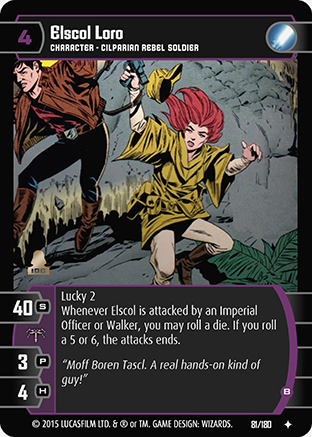 4
Elscol Loro
CHARACTER - CILPARIAN REBEL SOLDIER
40 S
3 P
4 H
Lucky 2
Whenever Elscol is attacked by an Imperial
Officer or Walker, you may roll a die. If you roll
a 5 or 6, the attacks ends.
“Moff Boren Tascl. A real hands-on kind of
guy!”
B
© 2015 LUCASFILM LTD. & ® or TM. GAME DESIGN: WIZARDS. 81/180